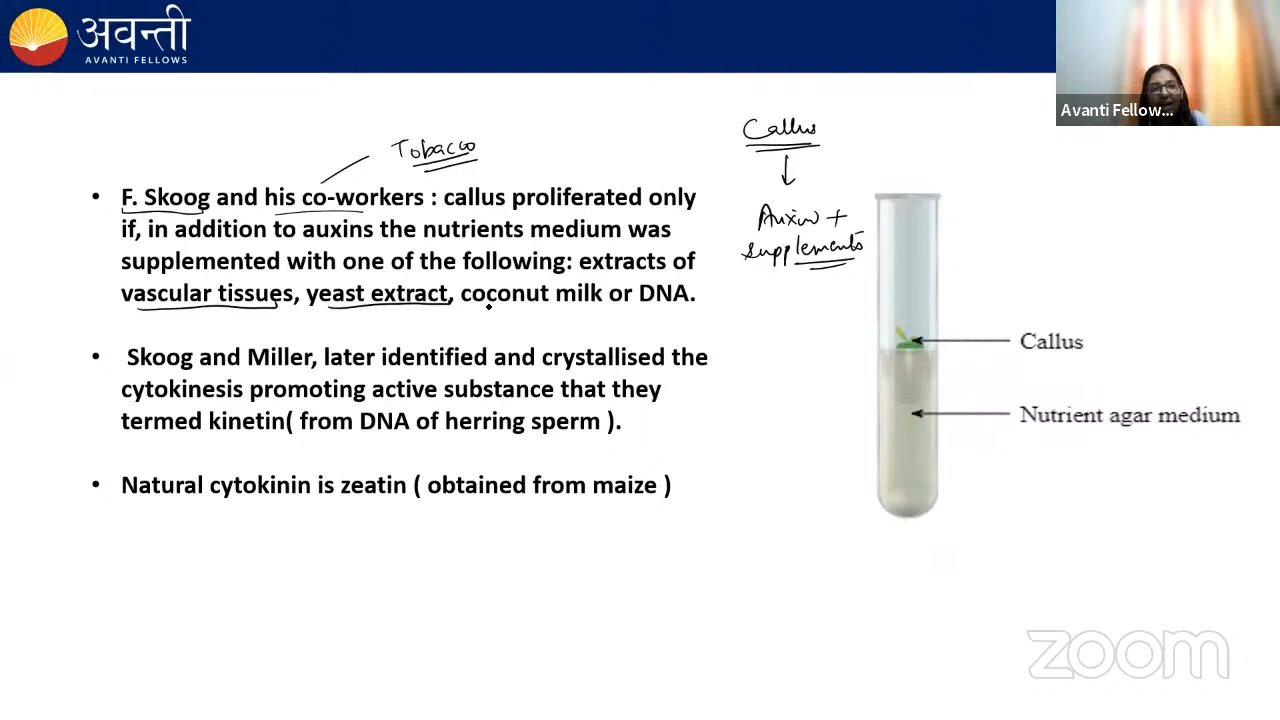 अवन्ती
AVANTI FELLOWS
Avanti Fellow...
Tobacco
Callus
Auxin +
supplements
• F. Skoog and his co-workers : callus proliferated only
if, in addition to auxins the nutrients medium was
supplemented with one of the following: extracts of
vascular tissues, yeast extract, coconut milk or DNA.
• Skoog and Miller, later identified and crystallised the
cytokinesis promoting active substance that they
termed kinetin( from DNA of herring sperm ).
• Natural cytokinin is zeatin ( obtained from maize )
Callus
Nutrient agar medium
zoom